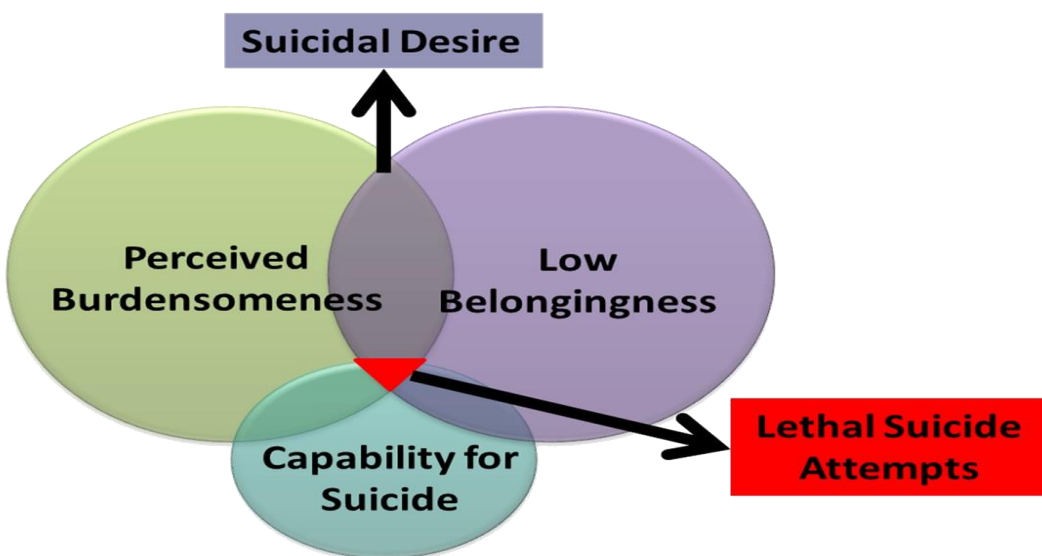 Suicidal Desire
Perceived
Burdensomeness
Low
Belongingness
Capability for
Suicide
Lethal Suicide
Attempts